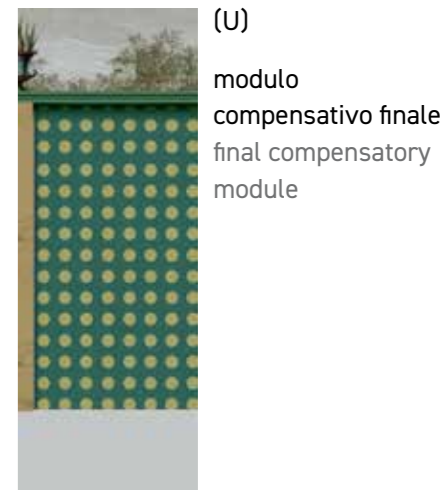 (U)
modulo
compensativo finale
final compensatory
module